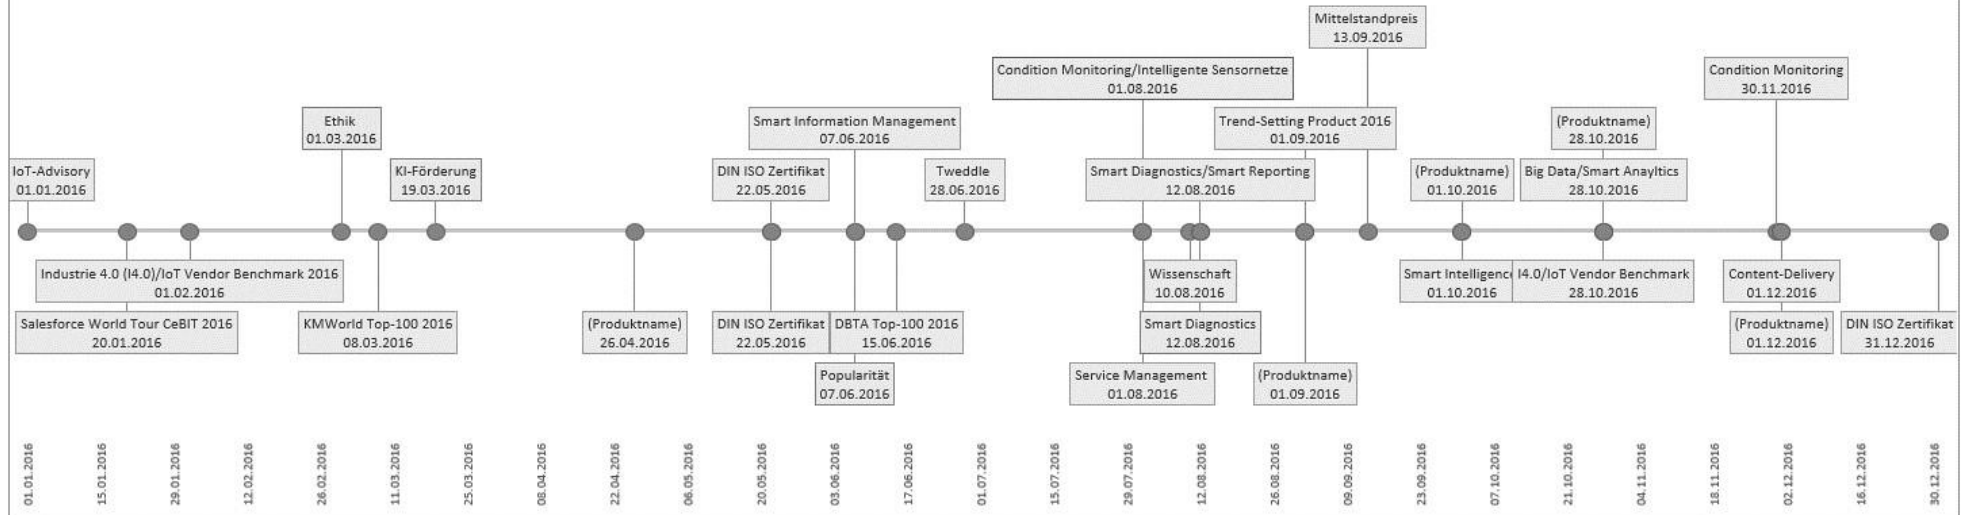 Mittelstandpreis
13.09.2016
Condition Monitoring/Intelligente Sensornetze
01.08.2016
Condition Monitoring
30.11.2016
Ethik
01.03.2016
Smart Information Management
07.06.2016
Trend-Setting Product 2016
01.09.2016
(Produktname)
28.10.2016
IoT-Advisory
01.01.2016
KI-Förderung
19.03.2016
DIN ISO Zertifikat
22.05.2016
Tweddle
28.06.2016
Smart Diagnostics/Smart Reporting
12.08.2016
(Produktname)
01.10.2016
Big Data/Smart Anayltics
28.10.2016
Industrie 4.0 (I4.0)/IoT Vendor Benchmark 2016
01.02.2016
Wissenschaft
10.08.2016
Smart Intelligence
01.10.2016
I4.0/IoT Vendor Benchmark
28.10.2016
Content-Delivery
01.12.2016
Salesforce World Tour CeBIT 2016
20.01.2016
KMWorld Top-100 2016
08.03.2016
(Produktname)
26.04.2016
DIN ISO Zertifikat
22.05.2016
DBTA Top-100 2016
15.06.2016
Smart Diagnostics
12.08.2016
(Produktname)
01.12.2016
DIN ISO Zertifikat
31.12.2016
Popularität
07.06.2016
Service Management
01.08.2016
(Produktname)
01.09.2016
01.01.2016
15.01.2016
29.01.2016
12.02.2016
26.02.2016
11.03.2016
25.03.2016
08.04.2016
22.04.2016
06.05.2016
20.05.2016
03.06.2016
17.06.2016
01.07.2016
15.07.2016
29.07.2016
12.08.2016
26.08.2016
09.09.2016
23.09.2016
07.10.2016
21.10.2016
04.11.2016
18.11.2016
02.12.2016
16.12.2016
30.12.2016